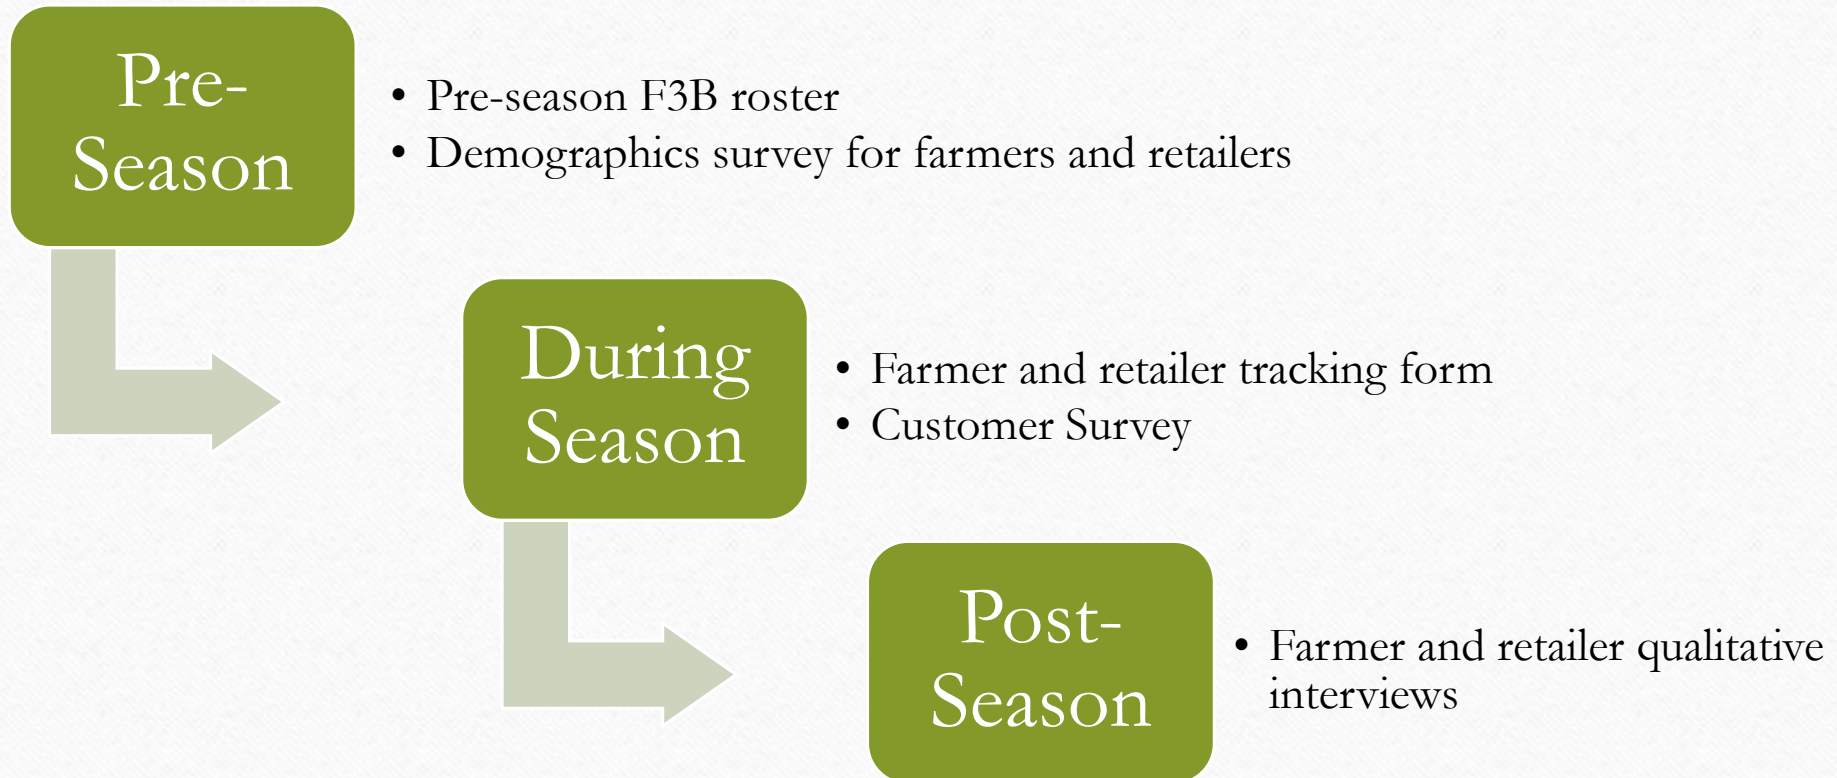 Pre-
Season
• Pre-season F3B roster
• Demographics survey for farmers and retailers
During
Season
• Farmer and retailer tracking form
• Customer Survey
Post-
Season
• Farmer and retailer qualitative
interviews